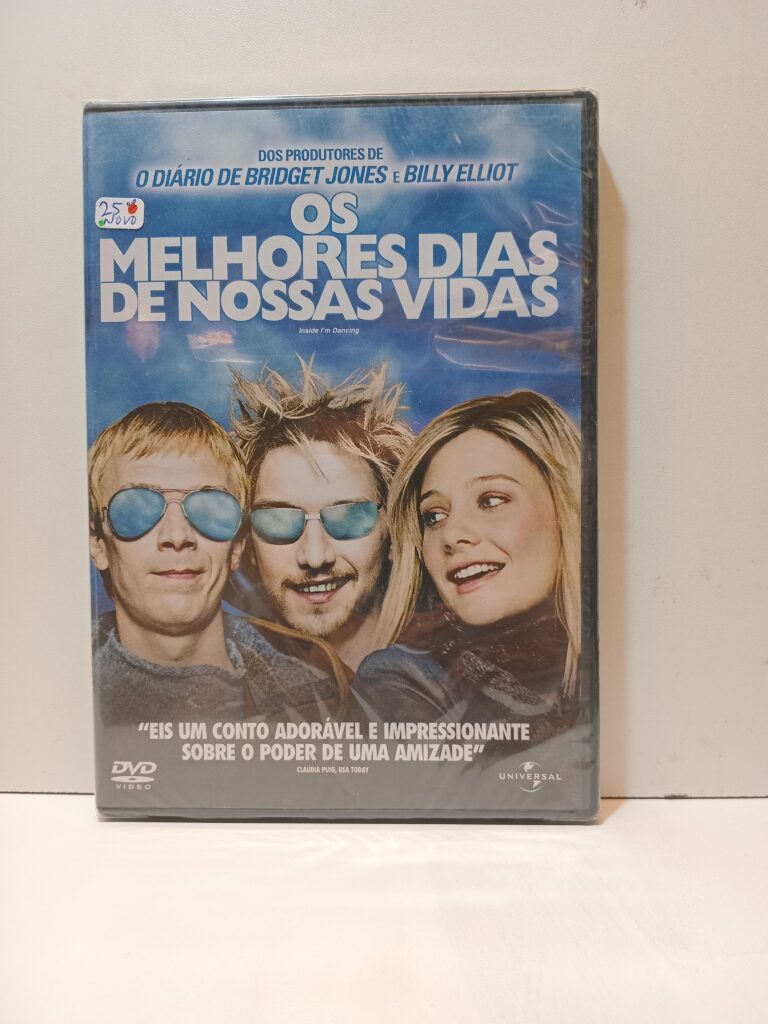 DOS PRODUTORES DE
O DIÁRIO DE BRIDGET JONES E BILLY ELLIOT
25
NOVO
OS
MELHORES DIAS
DE NOSSAS VIDAS
Inside I'm Dancing
"EIS UM CONTO ADORÁVEL E IMPRESSIONANTE
SOBRE O PODER DE UMA AMIZADE"
CLAUDIA PUIG, USA TODAY
DVD
VIDEO
UNIVERSAL